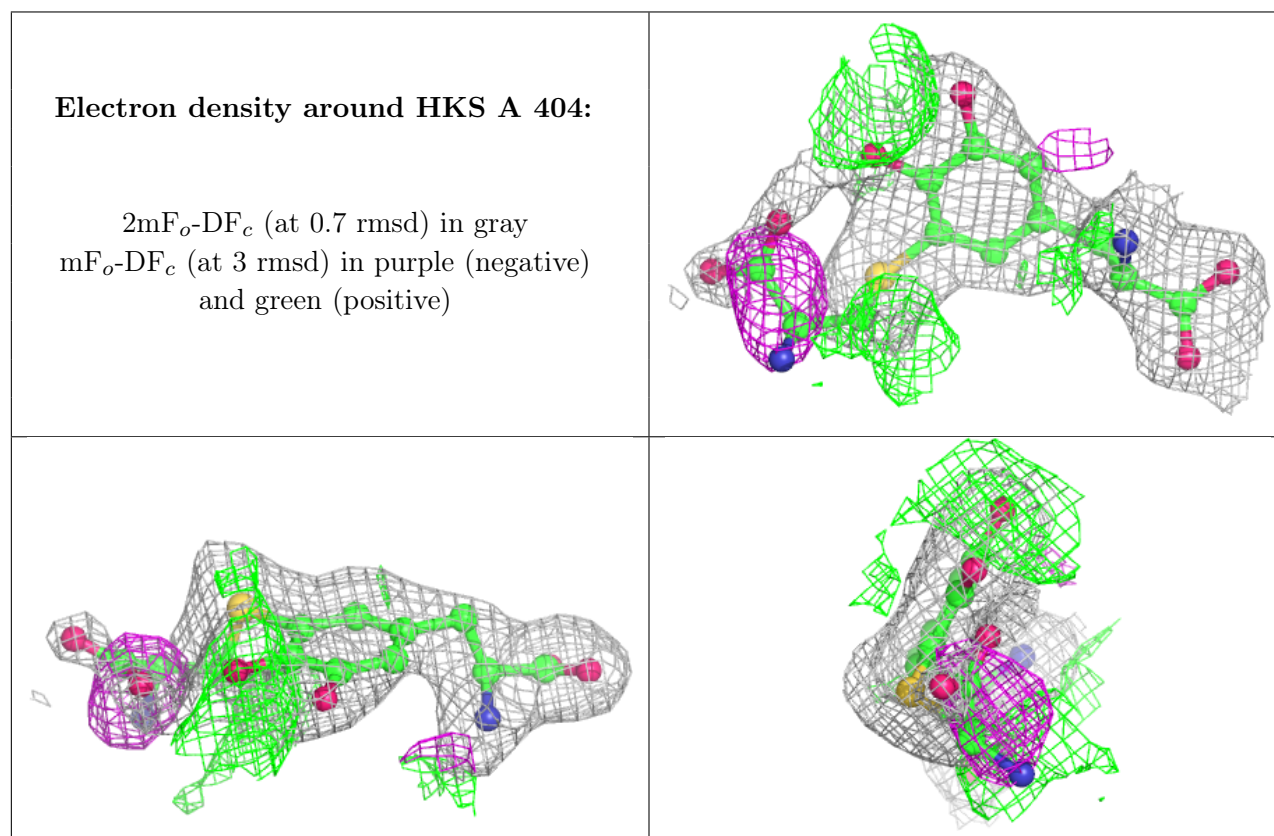 Electron density around HKS A 404:
2mFo-DFc (at 0.7 rmsd) in gray
mFo-DFc (at 3 rmsd) in purple (negative)
and green (positive)